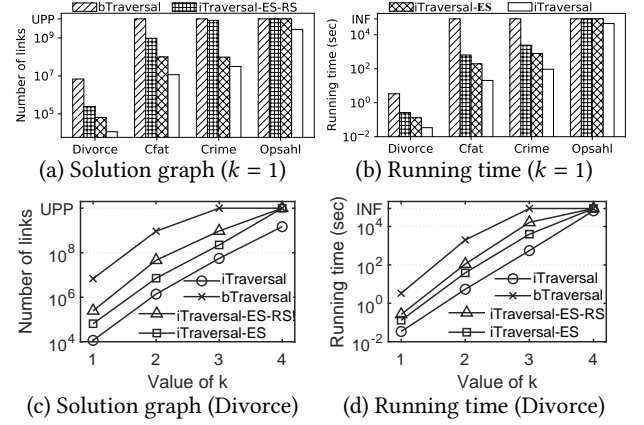 bTraversal iTraversal-ES-RS
iTraversal-ES iTraversal
Number of links
UPP
10^9
10^7
10^5
Divorce Cfat Crime Opsahl
(a) Solution graph (k = 1)
Running time (sec)
INF
10^4
10^2
10^0
10^-2
Divorce Cfat Crime Opsahl
(b) Running time (k = 1)
Number of links
UPP
10^8
10^6
10^4
iTraversal
bTraversal
iTraversal-ES-RS
iTraversal-ES
1 2 3 4
Value of k
(c) Solution graph (Divorce)
Running time (sec)
INF
10^4
10^2
10^0
10^-2
iTraversal
bTraversal
iTraversal-ES-RS
iTraversal-ES
1 2 3 4
Value of k
(d) Running time (Divorce)